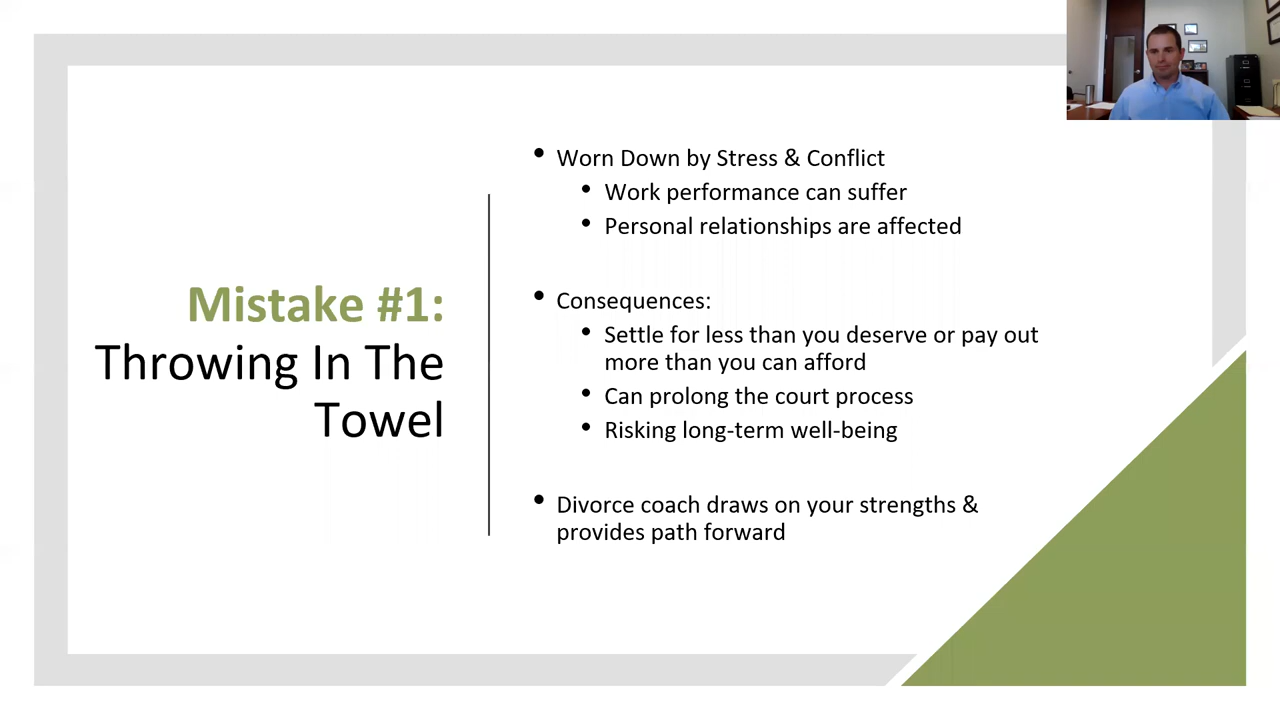 Mistake #1:
Throwing In The
Towel
• Worn Down by Stress & Conflict
• Work performance can suffer
• Personal relationships are affected
• Consequences:
• Settle for less than you deserve or pay out
more than you can afford
• Can prolong the court process
• Risking long-term well-being
• Divorce coach draws on your strengths &
provides path forward